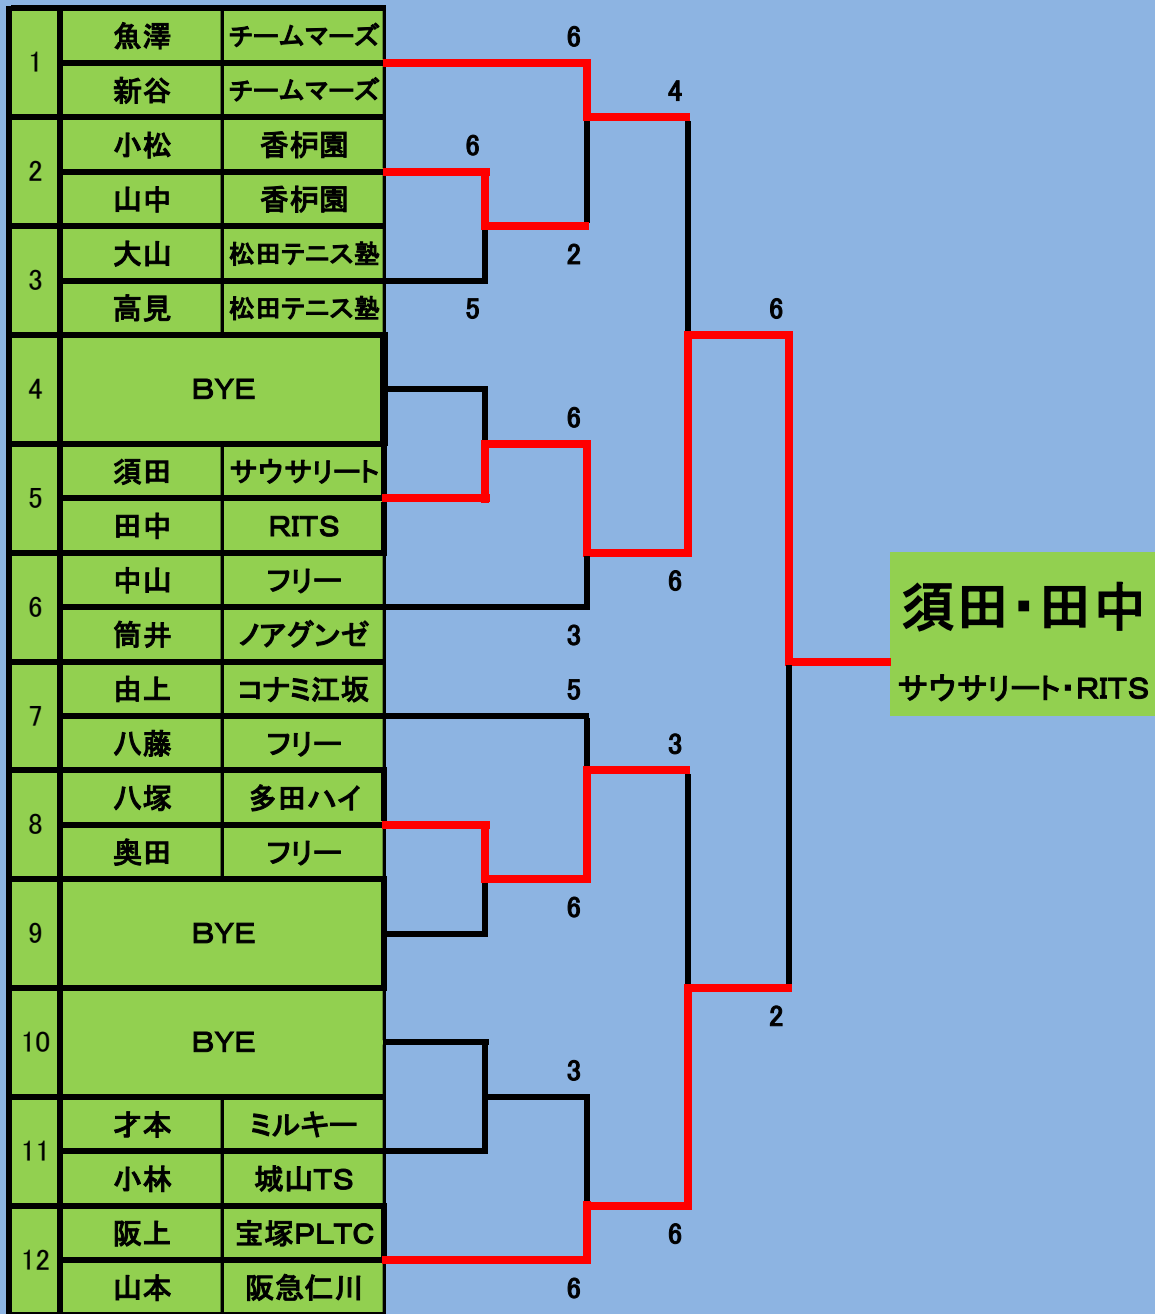 1
魚澤 チームマーズ
新谷 チームマーズ
2
小松 香枦園
山中 香枦園
3
大山 松田テニス塾
高見 松田テニス塾
4
BYE
5
須田 サウサリート
田中 RITS
6
中山 フリー
筒井 ノアグンゼ
7
由上 コナミ江坂
八藤 フリー
8
八塚 多田ハイ
奥田 フリー
9
BYE
10
BYE
11
才本 ミルキー
小林 城山TS
12
阪上 宝塚PLTC
山本 阪急仁川
6
5
6
2
6
3
5
6
3
6
4
6
3
6
6
2
須田・田中
サウサリート・RITS